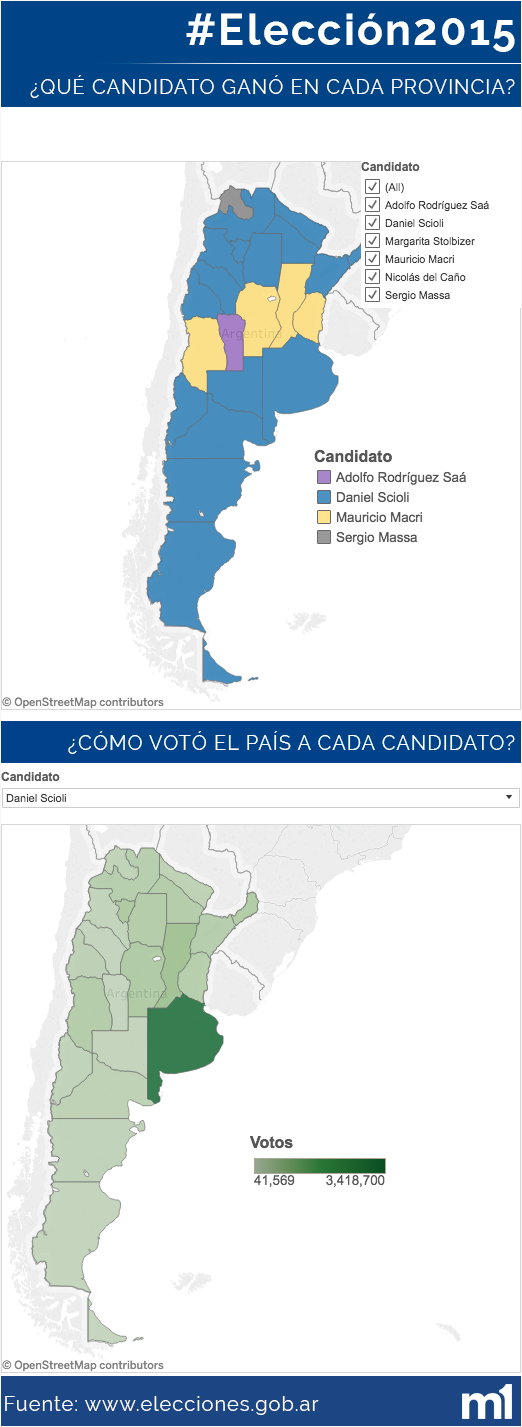 #Elección2015
¿QUÉ CANDIDATO GANÓ EN CADA PROVINCIA?
Candidato
(All)
Adolfo Rodríguez Saá
Daniel Scioli
Margarita Stolbizer
Mauricio Macri
Nicolás del Caño
Sergio Massa
Argentina
Candidato
Adolfo Rodríguez Saá
Daniel Scioli
Mauricio Macri
Sergio Massa
© OpenStreetMap contributors
¿CÓMO VOTÓ EL PAÍS A CADA CANDIDATO?
Candidato
Daniel Scioli
Argentina
Votos
41,569 3,418,700
© OpenStreetMap contributors
Fuente: www.elecciones.gob.ar
m1